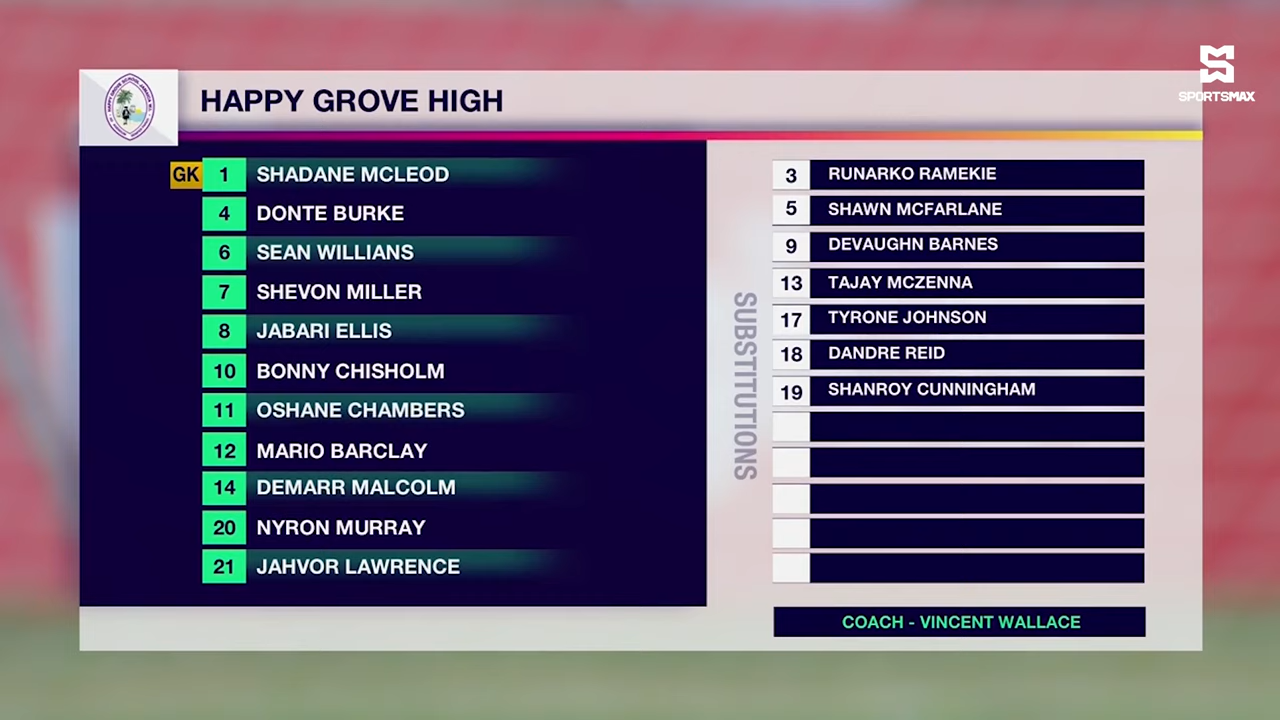 SPORTSMAX
HAPPY GROVE HIGH
GK 1 SHADANE MCLEOD
4 DONTE BURKE
6 SEAN WILLIANS
7 SHEVON MILLER
8 JABARI ELLIS
10 BONNY CHISHOLM
11 OSHANE CHAMBERS
12 MARIO BARCLAY
14 DEMARR MALCOLM
20 NYRON MURRAY
21 JAHVOR LAWRENCE
SUBSTITUTIONS
3 RUNARKO RAMEKIE
5 SHAWN MCFARLANE
9 DEVAUGHN BARNES
13 TAJAY MCZENNA
17 TYRONE JOHNSON
18 DANDRE REID
19 SHANROY CUNNINGHAM
COACH - VINCENT WALLACE